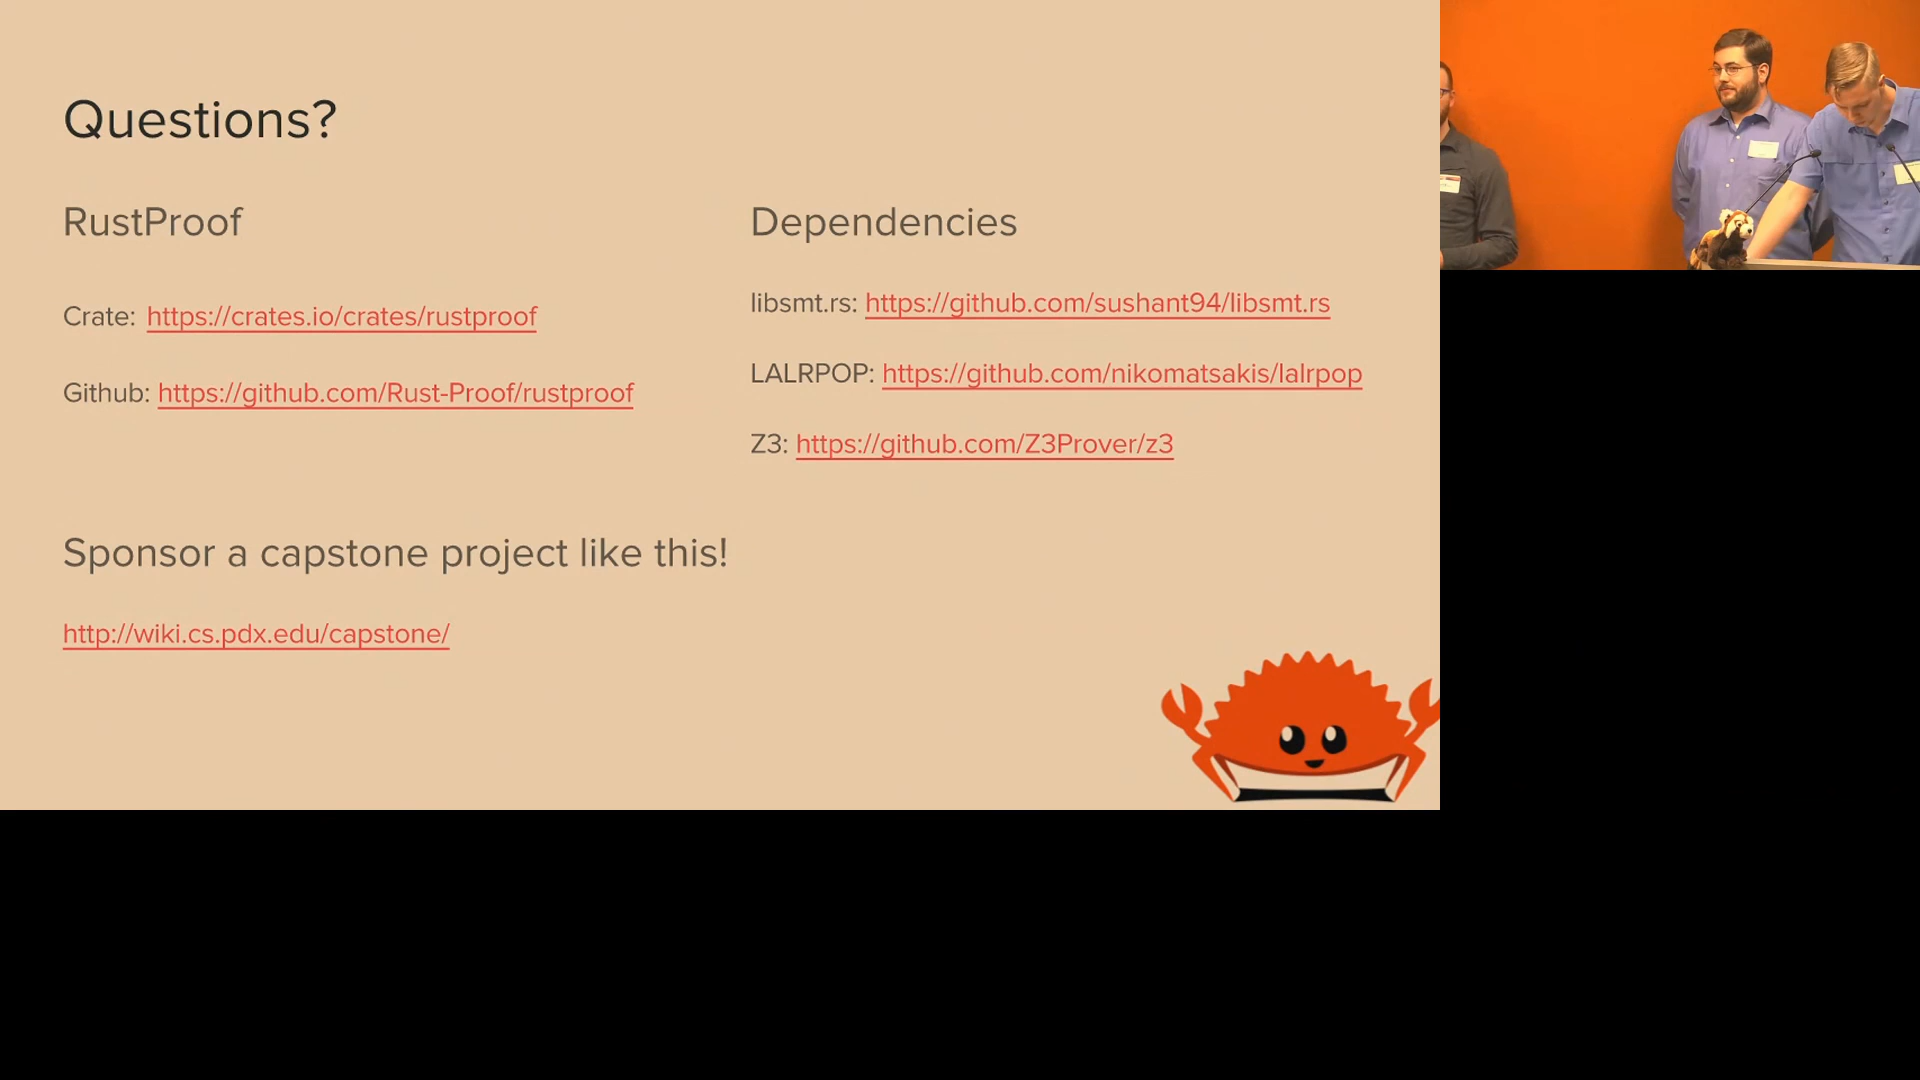 Questions?
RustProof
Crate: https://crates.io/crates/rustproof
Github: https://github.com/Rust-Proof/rustproof
Dependencies
libsmt.rs: https://github.com/sushant94/libsmt.rs
LALRPOP: https://github.com/nikomatsakis/lalrpop
Z3: https://github.com/Z3Prover/z3
Sponsor a capstone project like this!
http://wiki.cs.pdx.edu/capstone/